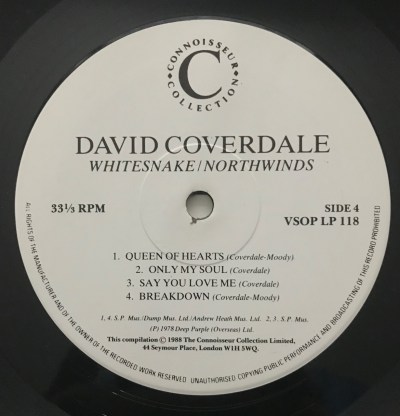 CONNOISSEUR
C
COLLECTION
DAVID COVERDALE
WHITESNAKE/NORTHWINDS
33⅓ RPM
SIDE 4
VSOP LP 118
1. QUEEN OF HEARTS (Coverdale-Moody)
2. ONLY MY SOUL (Coverdale)
3. SAY YOU LOVE ME (Coverdale)
4. BREAKDOWN (Coverdale-Moody)
1, 4. S.P. Mus./Dump Mus. Ltd./Andrew Heath Mus. Ltd. 2, 3. S.P. Mus.
(P) 1978 Deep Purple (Overseas) Ltd.
This compilation © 1988 The Connoisseur Collection Limited,
44 Seymour Place, London W1H 5WQ.
ALL RIGHTS OF THE MANUFACTURER AND OF THE OWNER OF THE RECORDED WORK RESERVED. UNAUTHORISED COPYING PUBLIC PERFORMANCE AND BROADCASTING OF THIS RECORD PROHIBITED